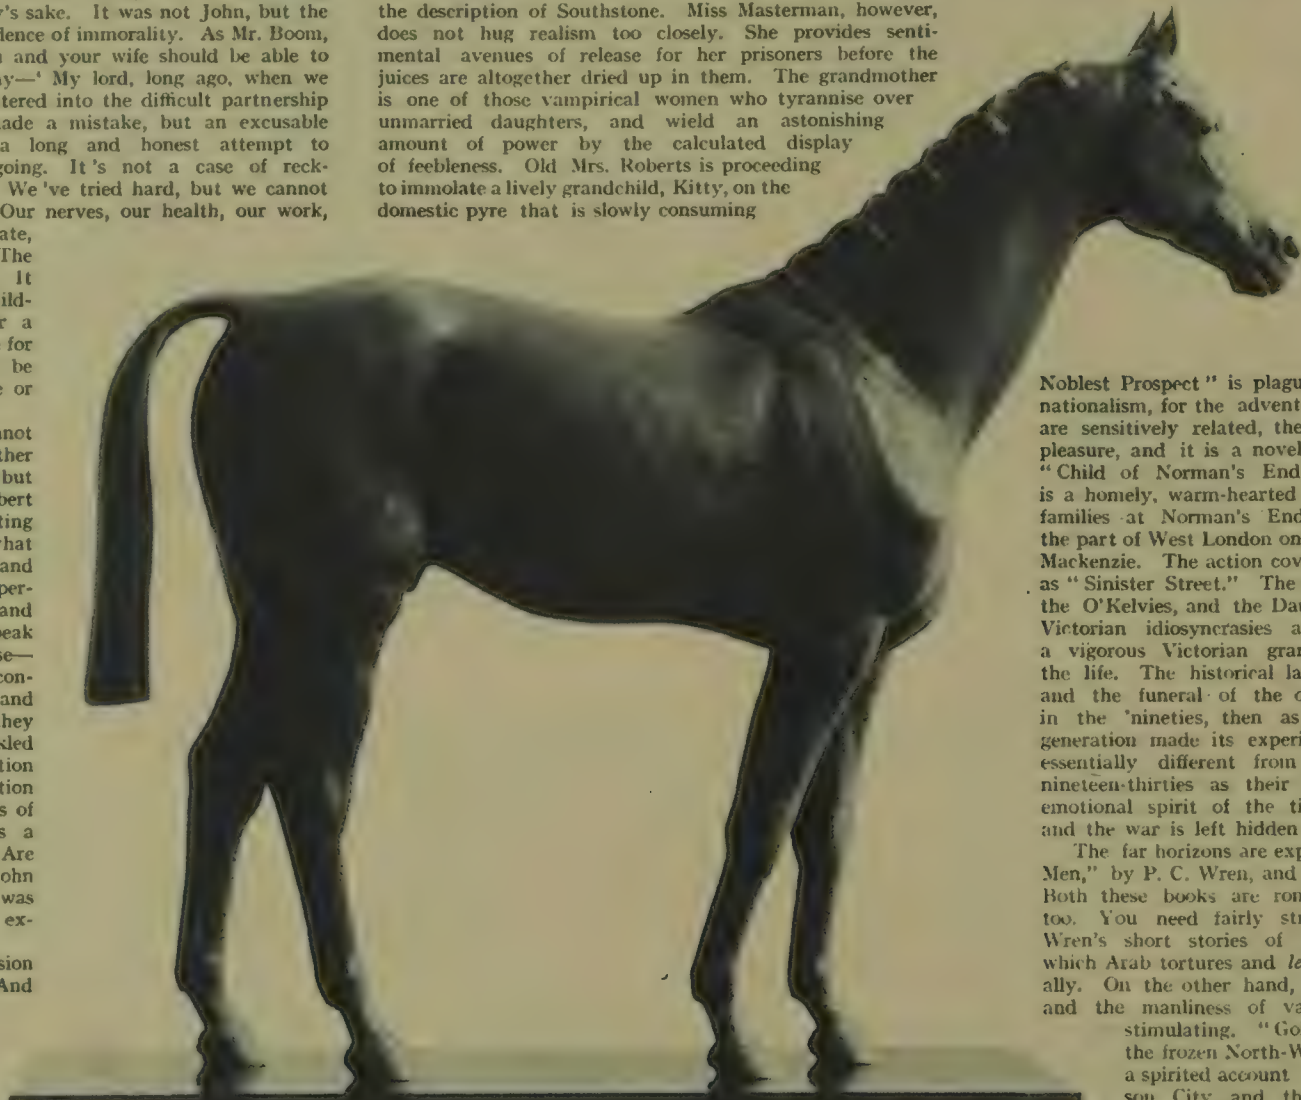 y's sake. It was not John, but the
dence of immorality. As Mr. Boom,
and your wife should be able to
ay—‘ My lord, long ago, when we
tered into the difficult partnership
ade a mistake, but an excusable
a long and honest attempt to
going. It's not a case of reck-
We've tried hard, but we cannot
Our nerves, our health, our work,
ate,
The
It
ild-
r a
for
be
e or
not
ther
but
bert
ting
hat
and
per-
and
peak
se—
con-
and
they
kled
tion
tion
s of
s a
Are
ohn
was
ex-
sion
And
the description of Southstone. Miss Masterman, however,
does not hug realism too closely. She provides senti-
mental avenues of release for her prisoners before the
juices are altogether dried up in them. The grandmother
is one of those vampirical women who tyrannise over
unmarried daughters, and wield an astonishing
amount of power by the calculated display
of feebleness. Old Mrs. Roberts is proceeding
to immolate a lively grandchild, Kitty, on the
domestic pyre that is slowly consuming
Noblest Prospect" is plagu
nationalism, for the advent
are sensitively related, the
pleasure, and it is a novel
"Child of Norman's End
is a homely, warm-hearted
families at Norman's End
the part of West London on
Mackenzie. The action cov
as "Sinister Street." The
the O'Kelvies, and the Dar
Victorian idiosyncrasies a
a vigorous Victorian gran
the life. The historical la
and the funeral of the o
in the 'nineties, then as
generation made its experi
essentially different from
nineteen-thirties as their
emotional spirit of the ti
and the war is left hidden
The far horizons are exp
Men," by P. C. Wren, and
Both these books are rom
too. You need fairly str
Wren's short stories of
which Arab tortures and le
ally. On the other hand,
and the manliness of va
stimulating. "Go
the frozen North-W
a spirited account
son City and th